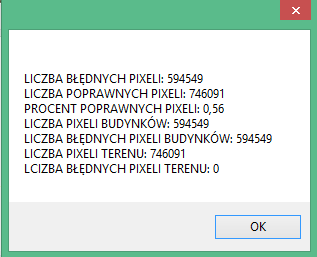 LICZBA BŁĘDNYCH PIXELI: 594549
LICZBA POPRAWNYCH PIXELI: 746091
PROCENT POPRAWNYCH PIXELI: 0,56
LICZBA PIXELI BUDYNKÓW: 594549
LICZBA BŁĘDNYCH PIXELI BUDYNKÓW: 594549
LICZBA PIXELI TERENU: 746091
LCIZBA BŁĘDNYCH PIXELI TERENU: 0
OK